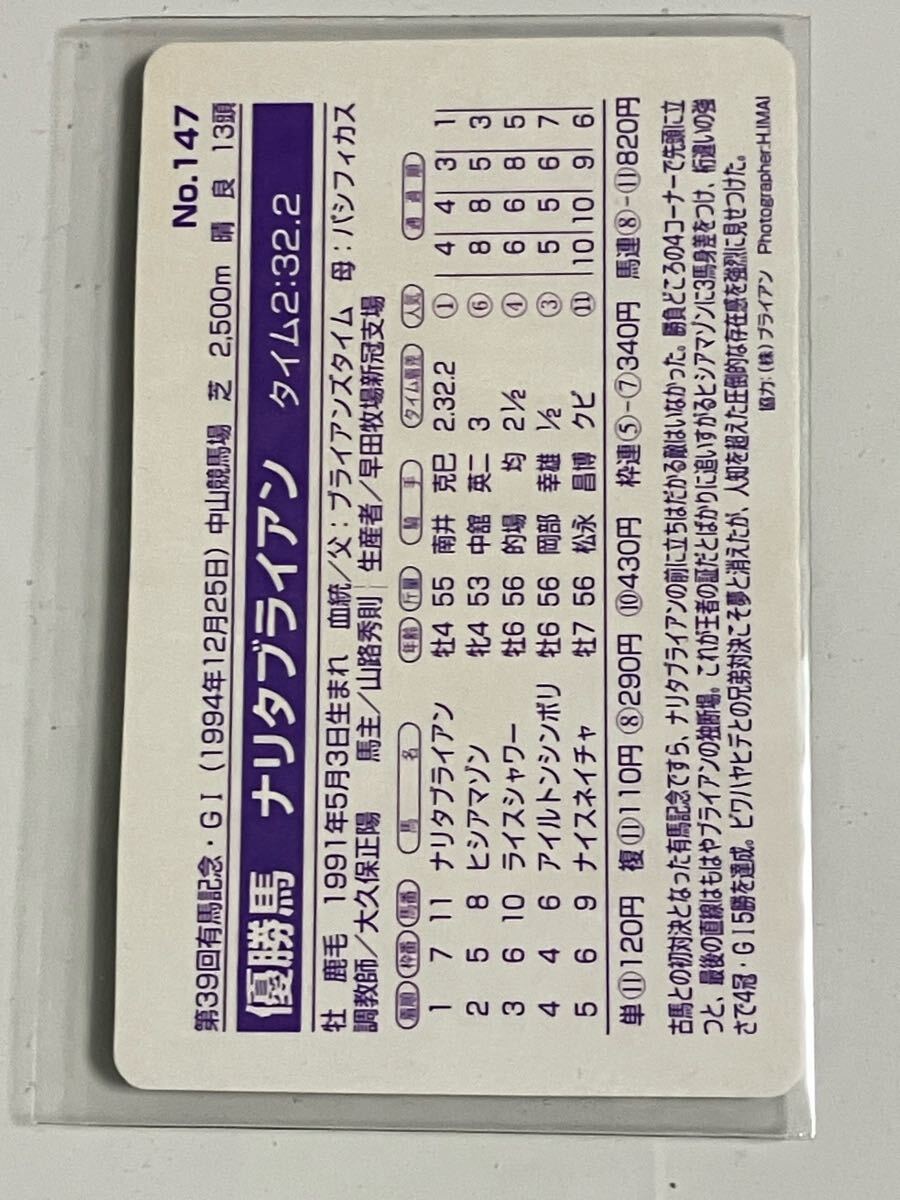 No.147
第39回有馬記念・GⅠ(1994年12月25日)中山競馬場 芝 2,500m 晴 良 13頭
優勝馬 ナリタブライアン タイム2:32.2
牡 鹿毛 1991年5月3日生まれ 血統/父:ブライアンズタイム 母:パシフィカス
調教師/大久保正陽 馬主/山路秀則 生産者/早田牧場新冠支場
着順 枠番 馬番 馬名 年齢 斤量 騎手 タイム着差 人気 通過順
1 7 11 ナリタブライアン 牡4 55 南井 克巳 2.32.2 ① 4 4 3 1
2 5 8 ヒシアマゾン 牝4 53 中舘 英二 3 ⑥ 8 8 5 3
3 6 10 ライスシャワー 牡6 56 的場 均 2½ ④ 6 6 8 5
4 4 6 アイルトンシンボリ 牡6 56 岡部 幸雄 ½ ③ 5 5 6 7
5 6 9 ナイスネイチャ 牡7 56 松永 昌博 クビ ⑪ 10 10 9 6
単⑪120円 複⑪110円 ⑧290円 ⑩430円 枠連⑤-⑦340円 馬連⑧-⑪820円
古馬との初対決となった有馬記念ですら、ナリタブライアンの前に立ちはだかる敵はいなかった。勝負どころの4コーナーで先頭に立
つと、最後の直線はもはやブライアンの独断場。これが王者の証だとばかりに追いすがるヒシアマゾンに3馬身差をつけ、桁違いの強
さで4冠・GⅠ5勝を達成。ビワハヤヒデとの兄弟対決こそ夢と消えたが、人知を超えた圧倒的な存在感を強烈に見せつけた。
協力:(株)ブライアン Photographer:H.IMAI